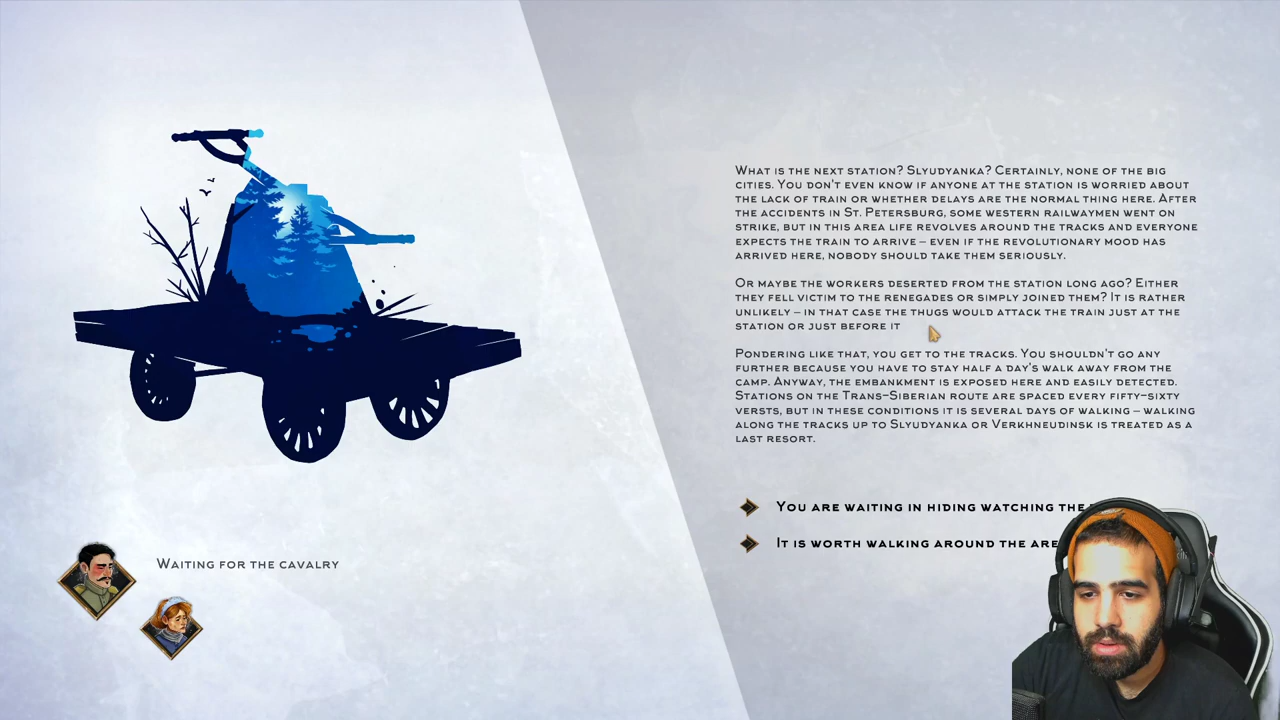 What is the next station? Slyudyanka? Certainly, none of the big
cities. You don't even know if anyone at the station is worried about
the lack of train or whether delays are the normal thing here. After
the accidents in St. Petersburg, some western railwaymen went on
strike, but in this area life revolves around the tracks and everyone
expects the train to arrive – even if the revolutionary mood has
arrived here, nobody should take them seriously.
Or maybe the workers deserted from the station long ago? Either
they fell victim to the renegades or simply joined them? It is rather
unlikely – in that case the thugs would attack the train just at the
station or just before it
Pondering like that, you get to the tracks. You shouldn't go any
further because you have to stay half a day's walk away from the
camp. Anyway, the embankment is exposed here and easily detected.
Stations on the Trans-Siberian route are spaced every fifty-sixty
versts, but in these conditions it is several days of walking – walking
along the tracks up to Slyudyanka or Verkhneudinsk is treated as a
last resort.
You are waiting in hiding watching the
It is worth walking around the
Waiting for the cavalry